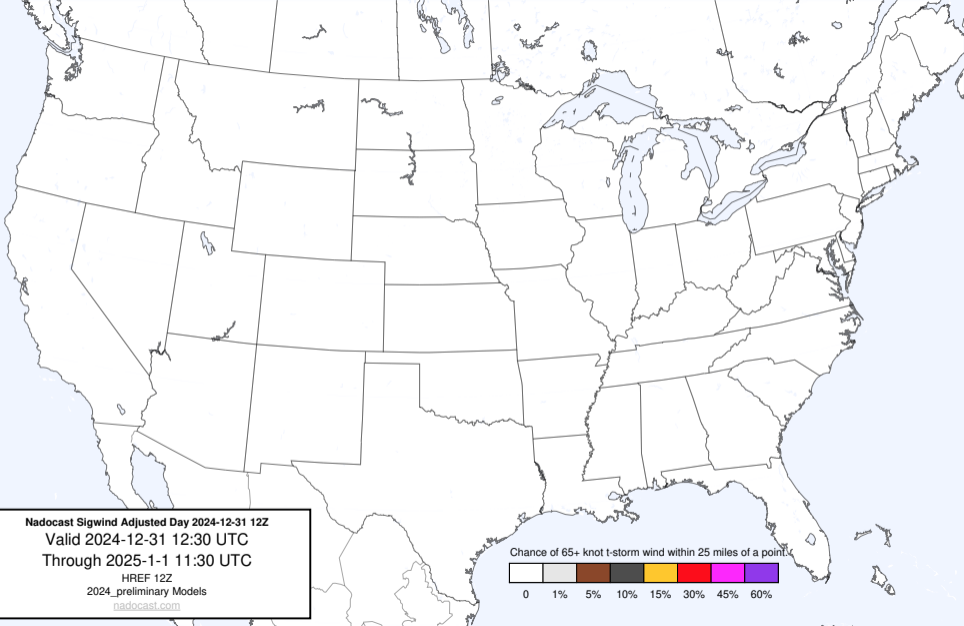 Nadocast Sigwind Adjusted Day 2024-12-31 12Z
Valid 2024-12-31 12:30 UTC
Through 2025-1-1 11:30 UTC
HREF 12Z
2024_preliminary Models
nadocast.com
Chance of 65+ knot t-storm wind within 25 miles of a point.
0 1% 5% 10% 15% 30% 45% 60%